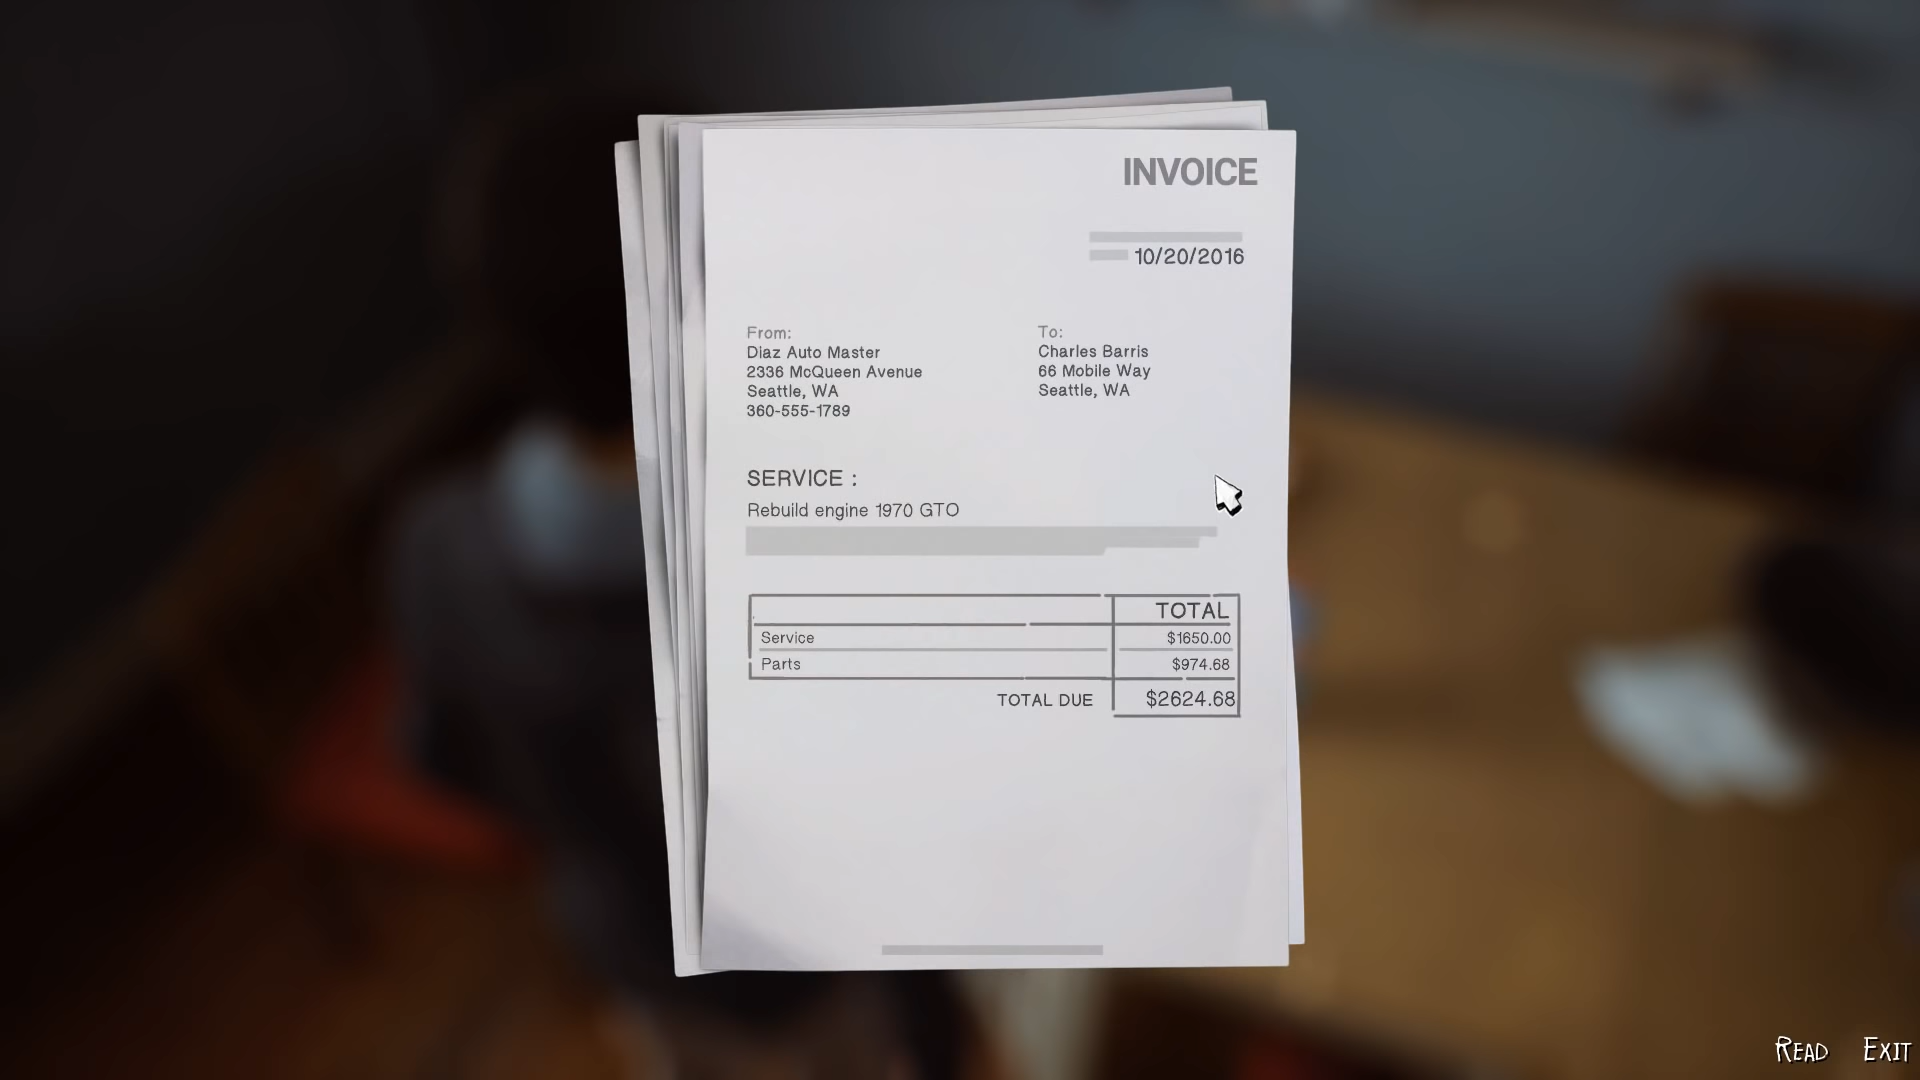 INVOICE
10/20/2016
From:
Diaz Auto Master
2336 McQueen Avenue
Seattle, WA
360-555-1789
To:
Charles Barris
66 Mobile Way
Seattle, WA
SERVICE :
Rebuild engine 1970 GTO
TOTAL
Service $1650.00
Parts $974.68
TOTAL DUE $2624.68
READ EXIT